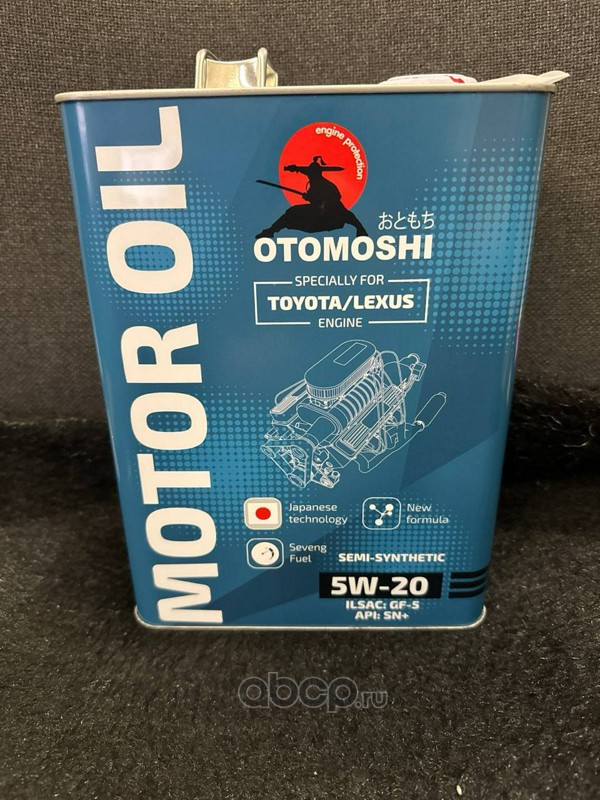 MOTOR OIL
engine protection
おともち
OTOMOSHI
SPECIALLY FOR
TOYOTA/LEXUS
ENGINE
Japanese
technology
New
formula
Seveng
Fuel
SEMI-SYNTHETIC
5W-20
ILSAC: GF-5
API: SN+
abcp.ru